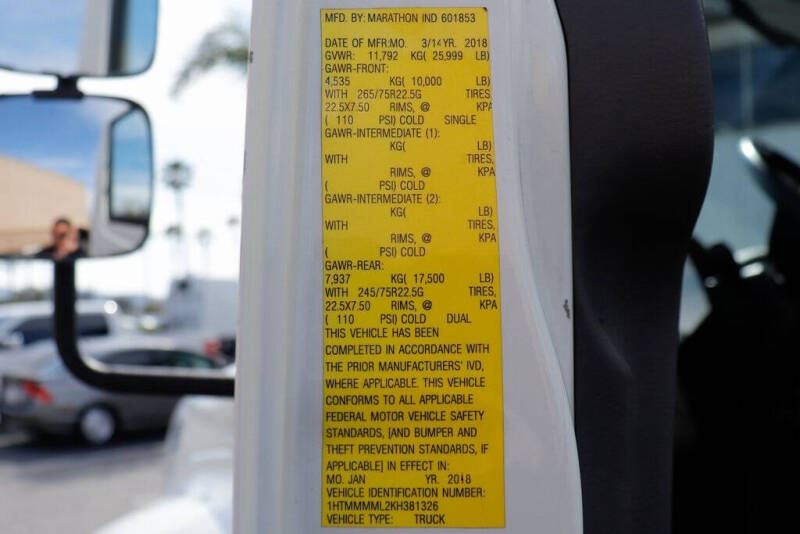 MFD. BY: MARATHON IND 601853
DATE OF MFR:MO. 3/14 YR. 2018
GVWR: 11,792 KG( 25,999 LB)
GAWR-FRONT:
4,535 KG( 10,000 LB)
WITH 265/75R22.5G TIRES,
22.5X7.50 RIMS, @ KPA
( 110 PSI) COLD SINGLE
GAWR-INTERMEDIATE (1):
KG( LB)
WITH TIRES,
RIMS, @ KPA
( PSI) COLD
GAWR-INTERMEDIATE (2):
KG( LB)
WITH TIRES,
RIMS, @ KPA
( PSI) COLD
GAWR-REAR:
7,937 KG( 17,500 LB)
WITH 245/75R22.5G TIRES,
22.5X7.50 RIMS, @ KPA
( 110 PSI) COLD DUAL
THIS VEHICLE HAS BEEN
COMPLETED IN ACCORDANCE WITH
THE PRIOR MANUFACTURERS' IVD,
WHERE APPLICABLE. THIS VEHICLE
CONFORMS TO ALL APPLICABLE
FEDERAL MOTOR VEHICLE SAFETY
STANDARDS, [AND BUMPER AND
THEFT PREVENTION STANDARDS, IF
APPLICABLE] IN EFFECT IN:
MO. JAN YR. 2018
VEHICLE IDENTIFICATION NUMBER:
1HTMMMML2KH381326
VEHICLE TYPE: TRUCK